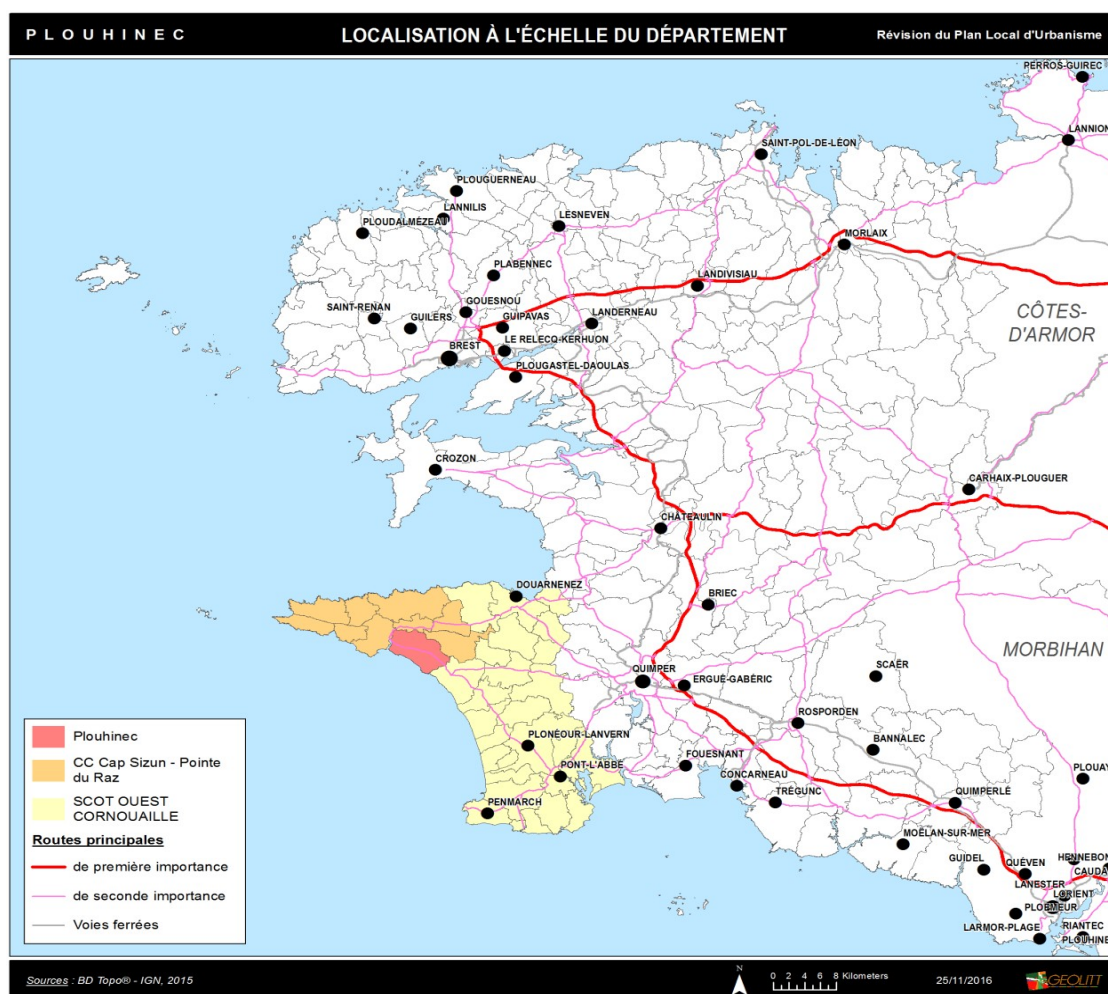 PLOUHINEC
LOCALISATION À L'ÉCHELLE DU DÉPARTEMENT
Révision du Plan Local d'Urbanisme
PERROS-GUIREC
LANNION
SAINT-POL-DE-LÉON
PLOUGUERNEAU
LANNILIS
PLOUDALMÉZEAU
LESNEVEN
MORLAIX
PLABENNEC
LANDIVISIAU
GOUESNOU
SAINT-RENAN
GUILERS
GUIPAVAS
LANDERNEAU
CÔTES-
D'ARMOR
LE RELECQ-KERHUON
BREST
PLOUGASTEL-DAOULAS
CROZON
CARHAIX-PLOUGUER
CHÂTEAULIN
DOUARNENEZ
BRIEC
MORBIHAN
SCAËR
QUIMPER
ERGUÉ-GABÉRIC
ROSPORDEN
BANNALEC
PLONÉOUR-LANVERN
PONT-L'ABBÉ
FOUESNANT
CONCARNEAU
TRÉGUNC
PLOUAY
QUIMPERLÉ
PENMARCH
MOËLAN-SUR-MER
GUIDEL
QUÉVEN
HENNEBON
CAUDA
LANESTER
LORIENT
PLOEMEUR
LARMOR-PLAGE
RIANTEC
PLOUHINE
Plouhinec
CC Cap Sizun - Pointe
du Raz
SCOT OUEST
CORNOUAILLE
Routes principales
de première importance
de seconde importance
Voies ferrées
Sources : BD Topo® - IGN, 2015
N
0 2 4 6 8 Kilometers
25/11/2016
GEOLITT